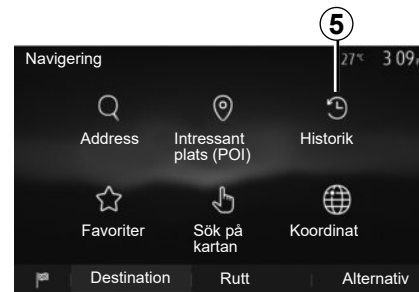 5
Navigering 27°C 3 09
Address Intressant Historik
plats (POI)
Favoriter Sök på Koordinat
kartan
Destination Rutt Alternativ